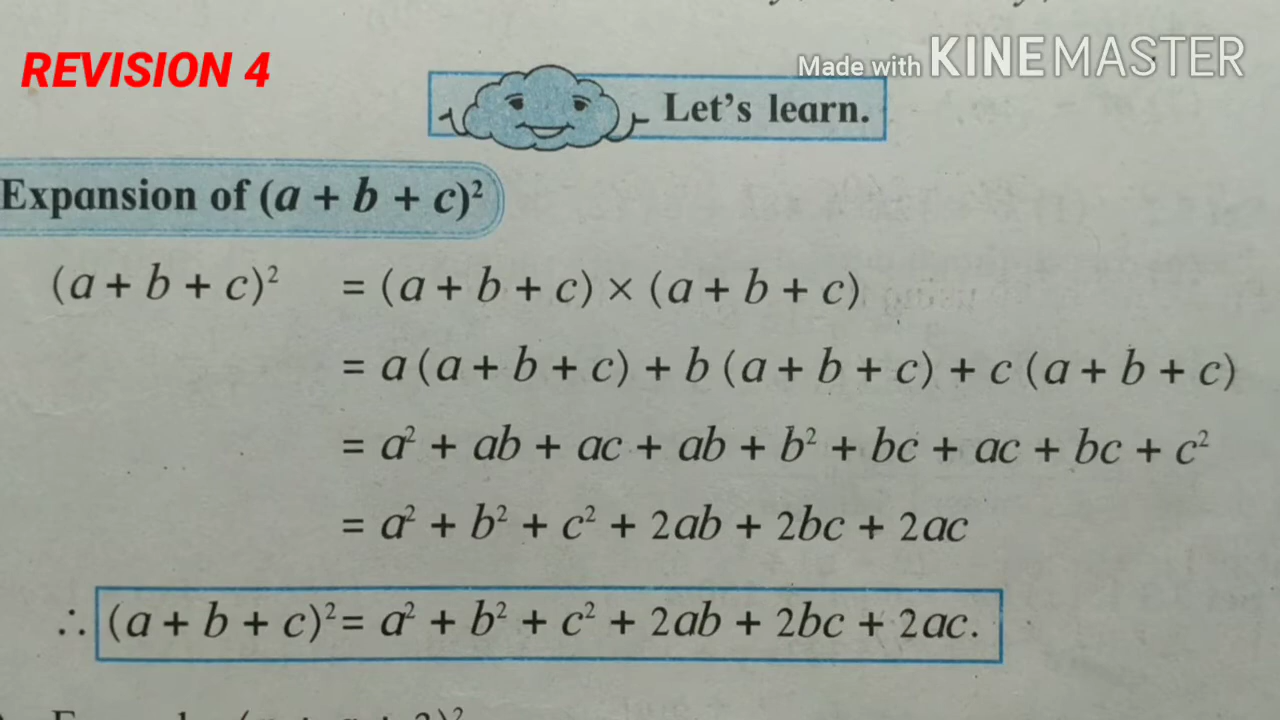 REVISION 4
Made with KINEMASTER
Let's learn.
Expansion of (a + b + c)²
(a + b + c)² = (a + b + c) × (a + b + c)
= a (a + b + c) + b (a + b + c) + c (a + b + c)
= a² + ab + ac + ab + b² + bc + ac + bc + c²
= a² + b² + c² + 2ab + 2bc + 2ac
∴ (a + b + c)² = a² + b² + c² + 2ab + 2bc + 2ac.